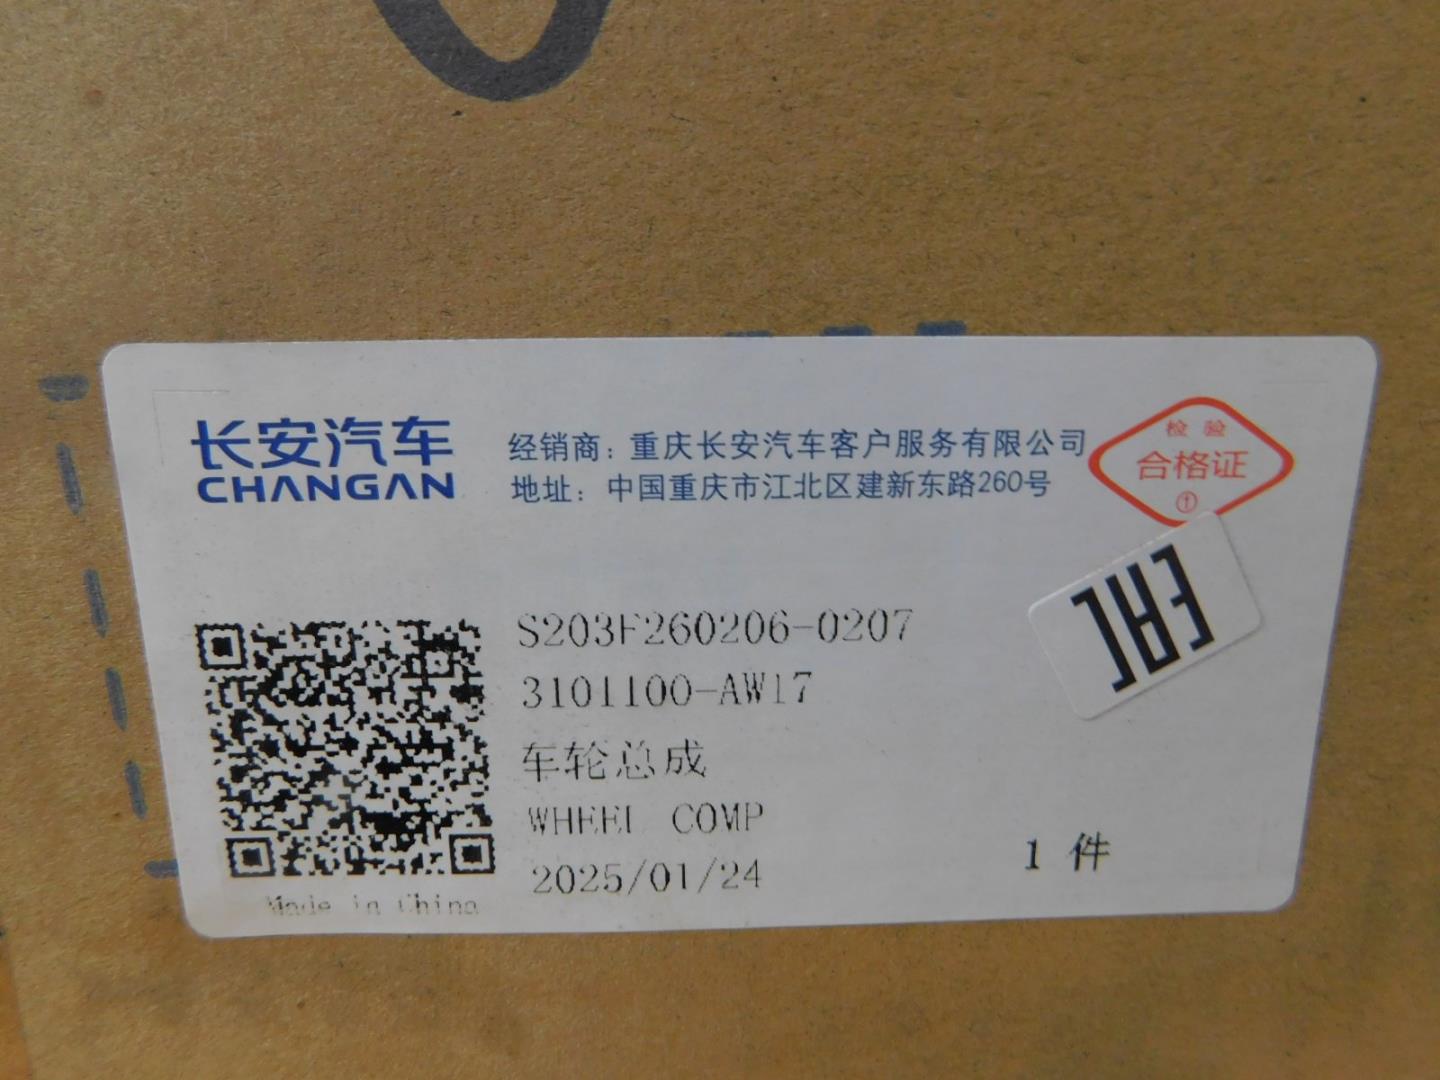 长安汽车
CHANGAN
经销商：重庆长安汽车客户服务有限公司
地址：中国重庆市江北区建新东路260号
检验
合格证
S203F260206-0207
3101100-AW17
车轮总成
WHEEL COMP
2025/01/24
1 件
Made in China